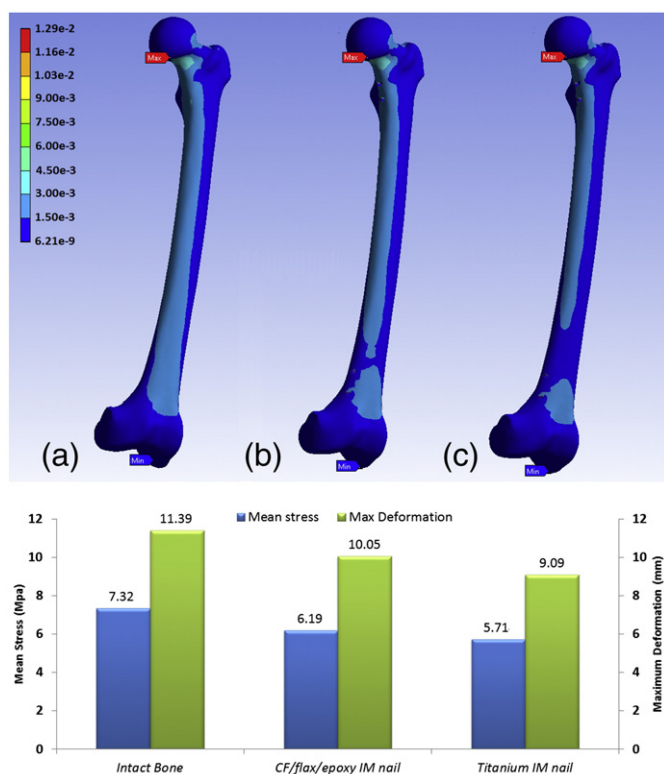 1.29e-2
1.16e-2
1.03e-2
9.00e-3
7.50e-3
6.00e-3
4.50e-3
3.00e-3
1.50e-3
6.21e-9
Max
Max
Max
(a)
(b)
(c)
Min
Min
Min
Mean stress
Max Deformation
Mean Stress (Mpa)
12
10
8
6
4
2
0
7.32
11.39
6.19
10.05
5.71
9.09
12
10
8
6
4
2
0
Maximum Deformation (mm)
Intact Bone
CF/flax/epoxy IM nail
Titanium IM nail